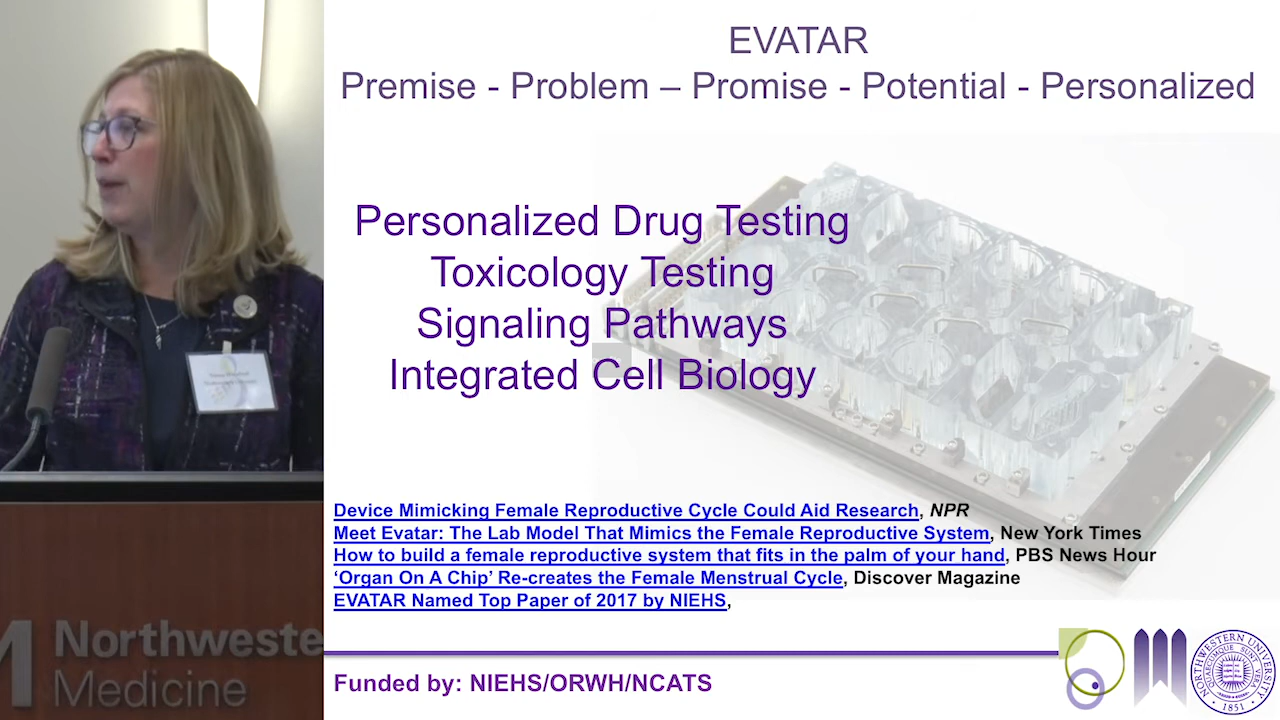 EVATAR
Premise - Problem – Promise - Potential - Personalized
Personalized Drug Testing
Toxicology Testing
Signaling Pathways
Integrated Cell Biology
Device Mimicking Female Reproductive Cycle Could Aid Research, NPR
Meet Evatar: The Lab Model That Mimics the Female Reproductive System, New York Times
How to build a female reproductive system that fits in the palm of your hand, PBS News Hour
‘Organ On A Chip’ Re-creates the Female Menstrual Cycle, Discover Magazine
EVATAR Named Top Paper of 2017 by NIEHS,
Funded by: NIEHS/ORWH/NCATS
NORTHWESTERN UNIVERSITY
1851
M Northweste
Medicine